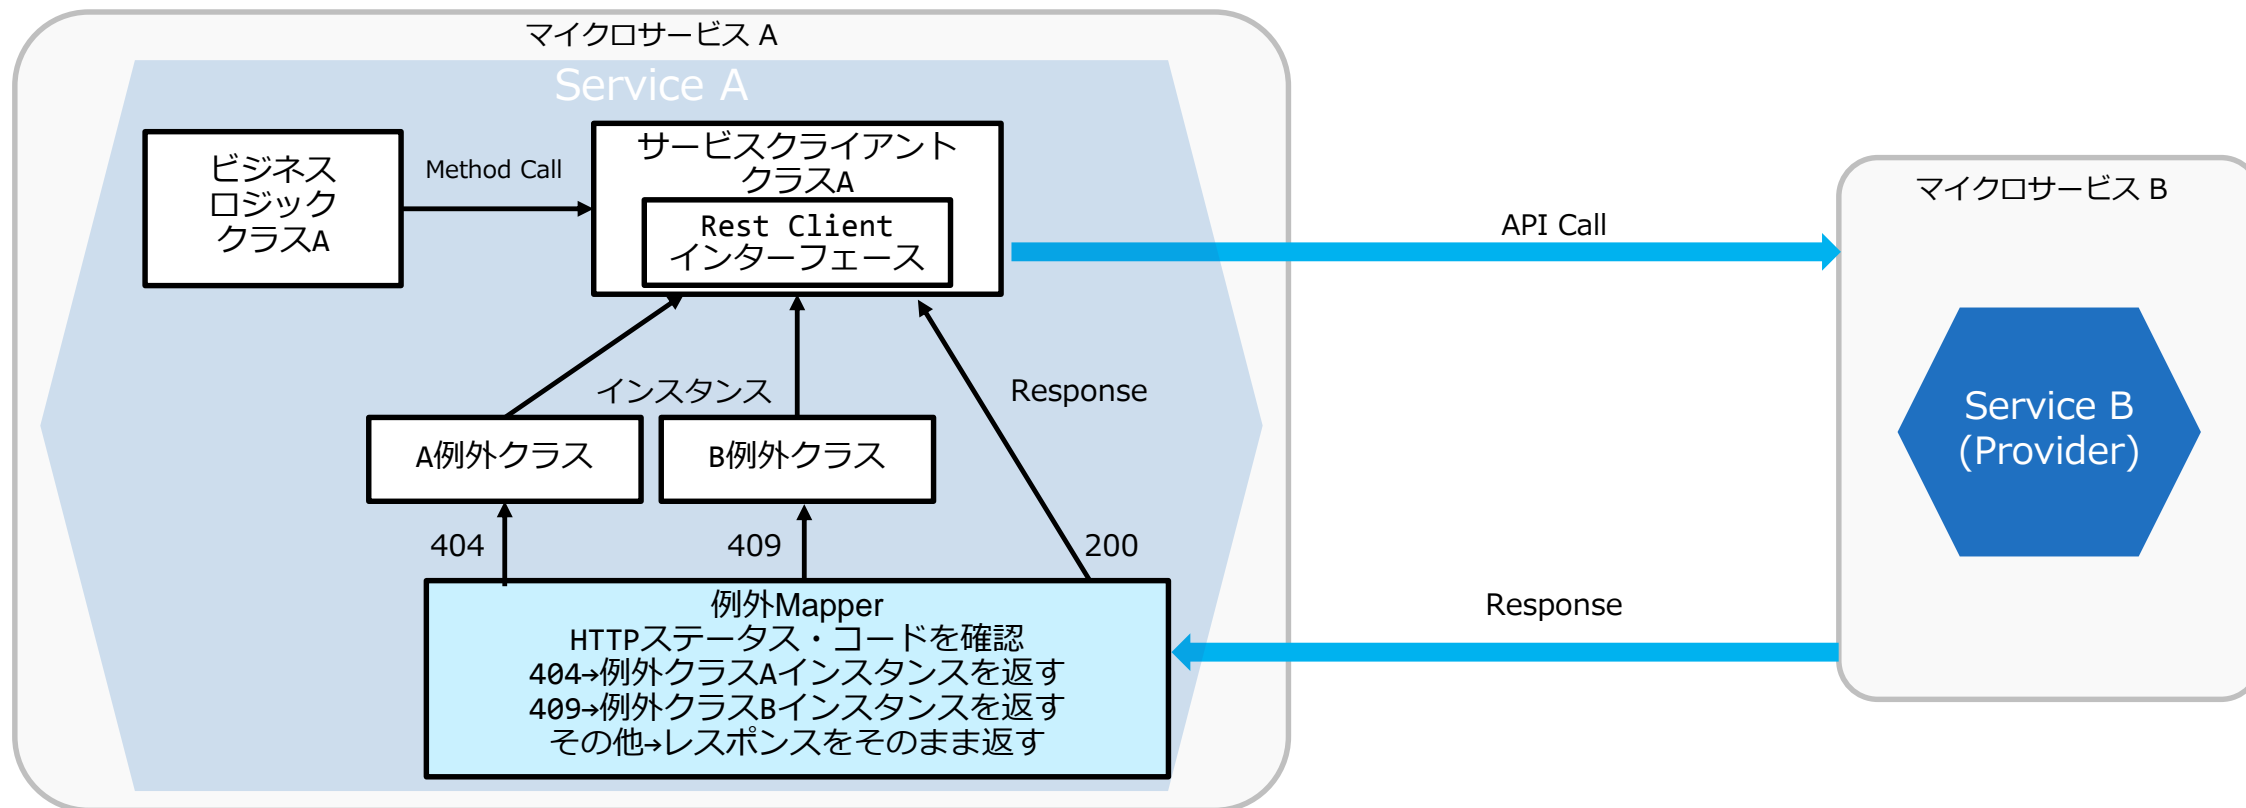 マイクロサービス A
Service A
ビジネス
ロジック
クラスA
Method Call
サービスクライアント
クラスA
Rest Client
インターフェース
API Call
マイクロサービス B
Service B
(Provider)
インスタンス
Response
A例外クラス
B例外クラス
404
409
200
例外Mapper
HTTPステータス・コードを確認
404→例外クラスAインスタンスを返す
409→例外クラスBインスタンスを返す
その他→レスポンスをそのまま返す
Response